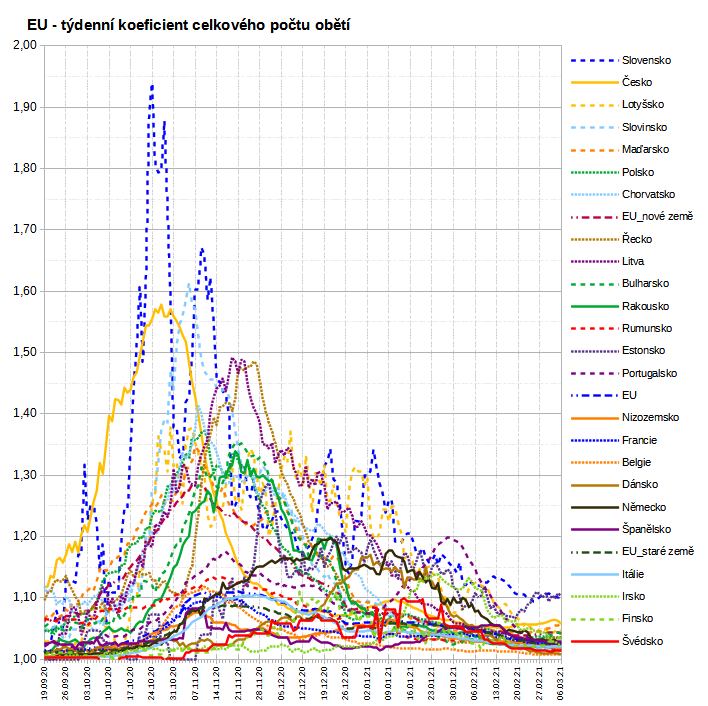 EU - týdenní koeficient celkového počtu obětí
2,00
1,90
1,80
1,70
1,60
1,50
1,40
1,30
1,20
1,10
1,00
Slovensko
Česko
Lotyšsko
Slovinsko
Maďarsko
Polsko
Chorvatsko
EU_nové země
Řecko
Litva
Bulharsko
Rakousko
Rumunsko
Estonsko
Portugalsko
EU
Nizozemsko
Francie
Belgie
Dánsko
Německo
Španělsko
EU_staré země
Itálie
Irsko
Finsko
Švédsko
19.09.20
26.09.20
03.10.20
10.10.20
17.10.20
24.10.20
31.10.20
07.11.20
14.11.20
21.11.20
28.11.20
05.12.20
12.12.20
19.12.20
26.12.20
02.01.21
09.01.21
16.01.21
23.01.21
30.01.21
06.02.21
13.02.21
20.02.21
27.02.21
06.03.21